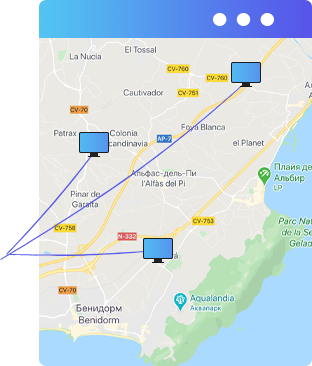 El Tossal
La Nucia
CV-760
CV-760
Cautivador
CV-751
CV-70
Foya Blanca
Patrax
Colonia
AP-7
el Planet
Альфас-дель-Пи
l'Alfàs del Pi
Плайя де
Альбир
LP
Pinar de
Garaita
CV-753
CV-758
N-332
Parc Nat
de la Se
Gelad
CV-70
Aqualandia
Аквапарк
Бенидорм
Benidorm